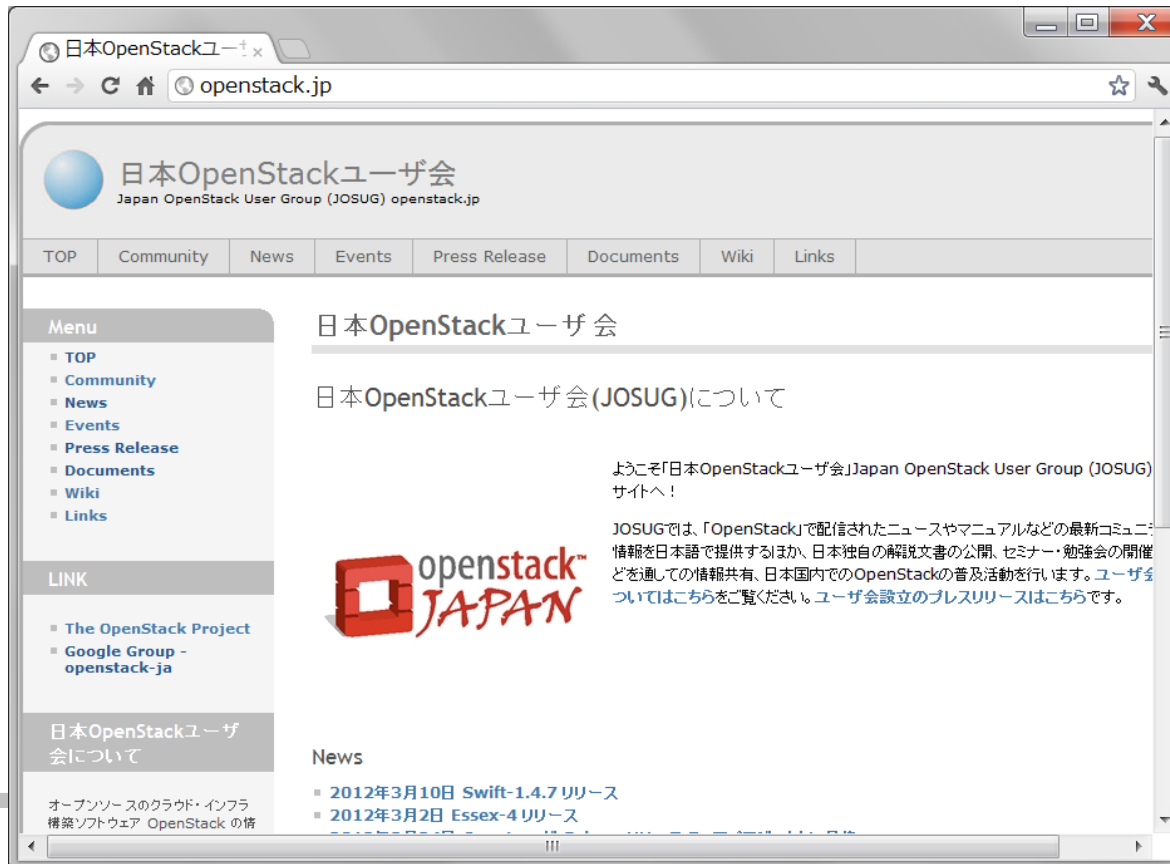 日本OpenStackユー
openstack.jp
日本OpenStackユーザ会
Japan OpenStack User Group (JOSUG) openstack.jp
TOP Community News Events Press Release Documents Wiki Links
Menu
TOP
Community
News
Events
Press Release
Documents
Wiki
Links
LINK
The OpenStack Project
Google Group -
openstack-ja
日本OpenStackユーザ
会について
オープンソースのクラウド・インフラ
構築ソフトウェア OpenStack の情
日本OpenStackユーザ会
日本OpenStackユーザ会(JOSUG)について
openstack™
JAPAN
ようこそ「日本OpenStackユーザ会」Japan OpenStack User Group (JOSUG)
サイトへ！
JOSUGでは、「OpenStack」で配信されたニュースやマニュアルなどの最新コミュニ
情報を日本語で提供するほか、日本独自の解説文書の公開、セミナー・勉強会の開催
どを通しての情報共有、日本国内でのOpenStackの普及活動を行います。ユーザ会
ついてはこちらをご覧ください。ユーザ会設立のプレスリリースはこちらです。
News
2012年3月10日 Swift-1.4.7 リリース
2012年3月2日 Essex-4 リリース